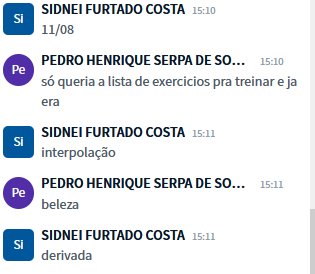 Si
SIDNEI FURTADO COSTA 15:10
11/08
Pe
PEDRO HENRIQUE SERPA DE SO... 15:10
só queria a lista de exercicios pra treinar e ja
era
Si
SIDNEI FURTADO COSTA 15:11
interpolação
Pe
PEDRO HENRIQUE SERPA DE SO... 15:11
beleza
Si
SIDNEI FURTADO COSTA 15:11
derivada